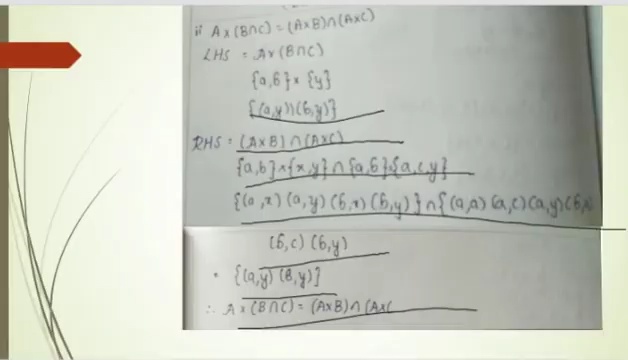 ii A×(B∩C) = (A×B)∩(A×C)
LHS = A×(B∩C)
{a,b}×{y}
{(a,y)(b,y)}
RHS = (A×B)∩(A×C)
{a,b}×{x,y}∩{a,b}×{a,c,y}
{(a,x)(a,y)(b,x)(b,y)}∩{(a,a)(a,c)(a,y)(b,
(b,c)(b,y)
= {(a,y)(b,y)}
∴ A×(B∩C) = (A×B)∩(A×C